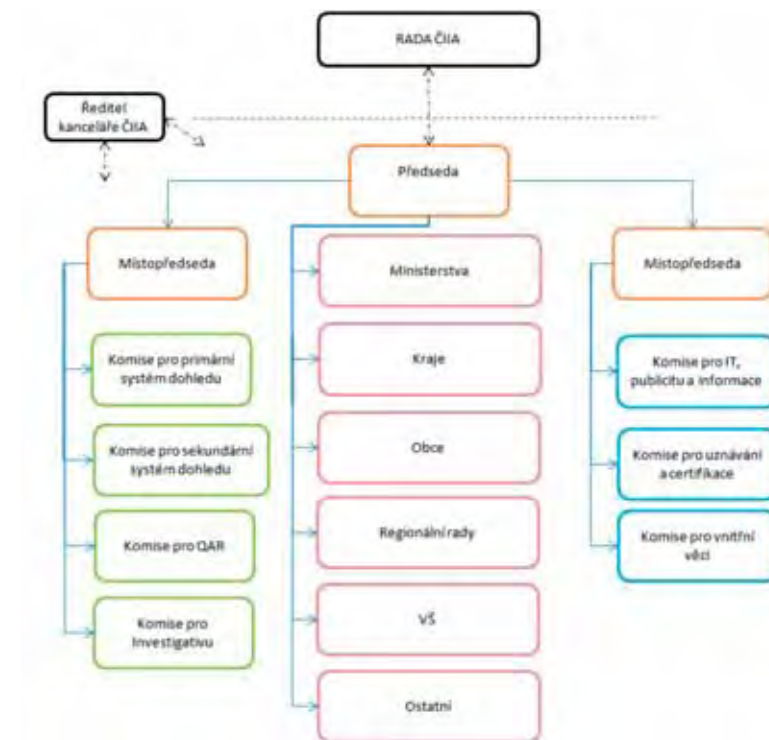 RADA ČIIA
Ředitel
kanceláře ČIIA
Předseda
Místopředseda
Komise pro primární
systém dohledu
Komise pro sekundární
systém dohledu
Komise pro QAR
Komise pro
Investigativu
Ministerstva
Kraje
Obce
Regionální rady
VŠ
Ostatní
Místopředseda
Komise pro IT,
publicitu a informace
Komise pro uznávání
a certifikace
Komise pro vnitřní
věci